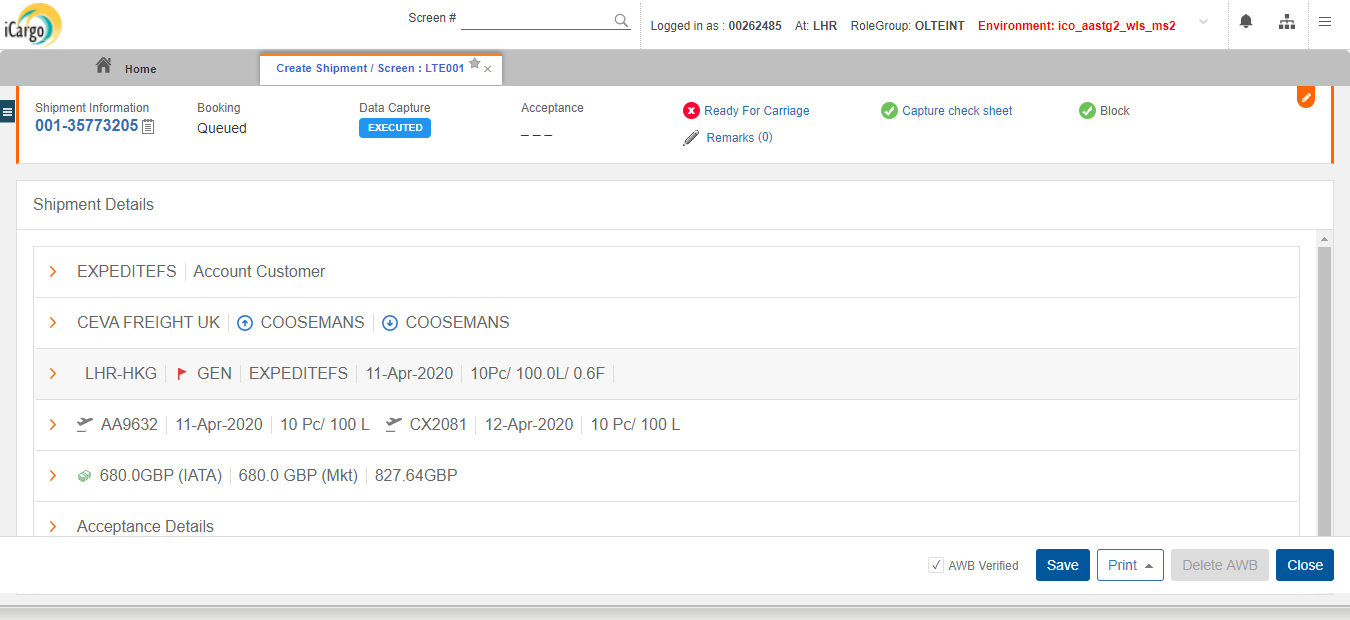 iCargo
Screen #
Logged in as : 00262485 At: LHR RoleGroup: OLTEINT Environment: ico_aastg2_wls_ms2
Home
Create Shipment / Screen : LTE001
Shipment Information Booking Data Capture Acceptance Ready For Carriage Capture check sheet Block
001-35773205 Queued EXECUTED _ _ _ Remarks (0)
Shipment Details
EXPEDITEFS Account Customer
CEVA FREIGHT UK COOSEMANS COOSEMANS
LHR-HKG GEN EXPEDITEFS 11-Apr-2020 10Pc/ 100.0L/ 0.6F
AA9632 11-Apr-2020 10 Pc/ 100 L CX2081 12-Apr-2020 10 Pc/ 100 L
680.0GBP (IATA) 680.0 GBP (Mkt) 827.64GBP
Acceptance Details
AWB Verified Save Print Delete AWB Close